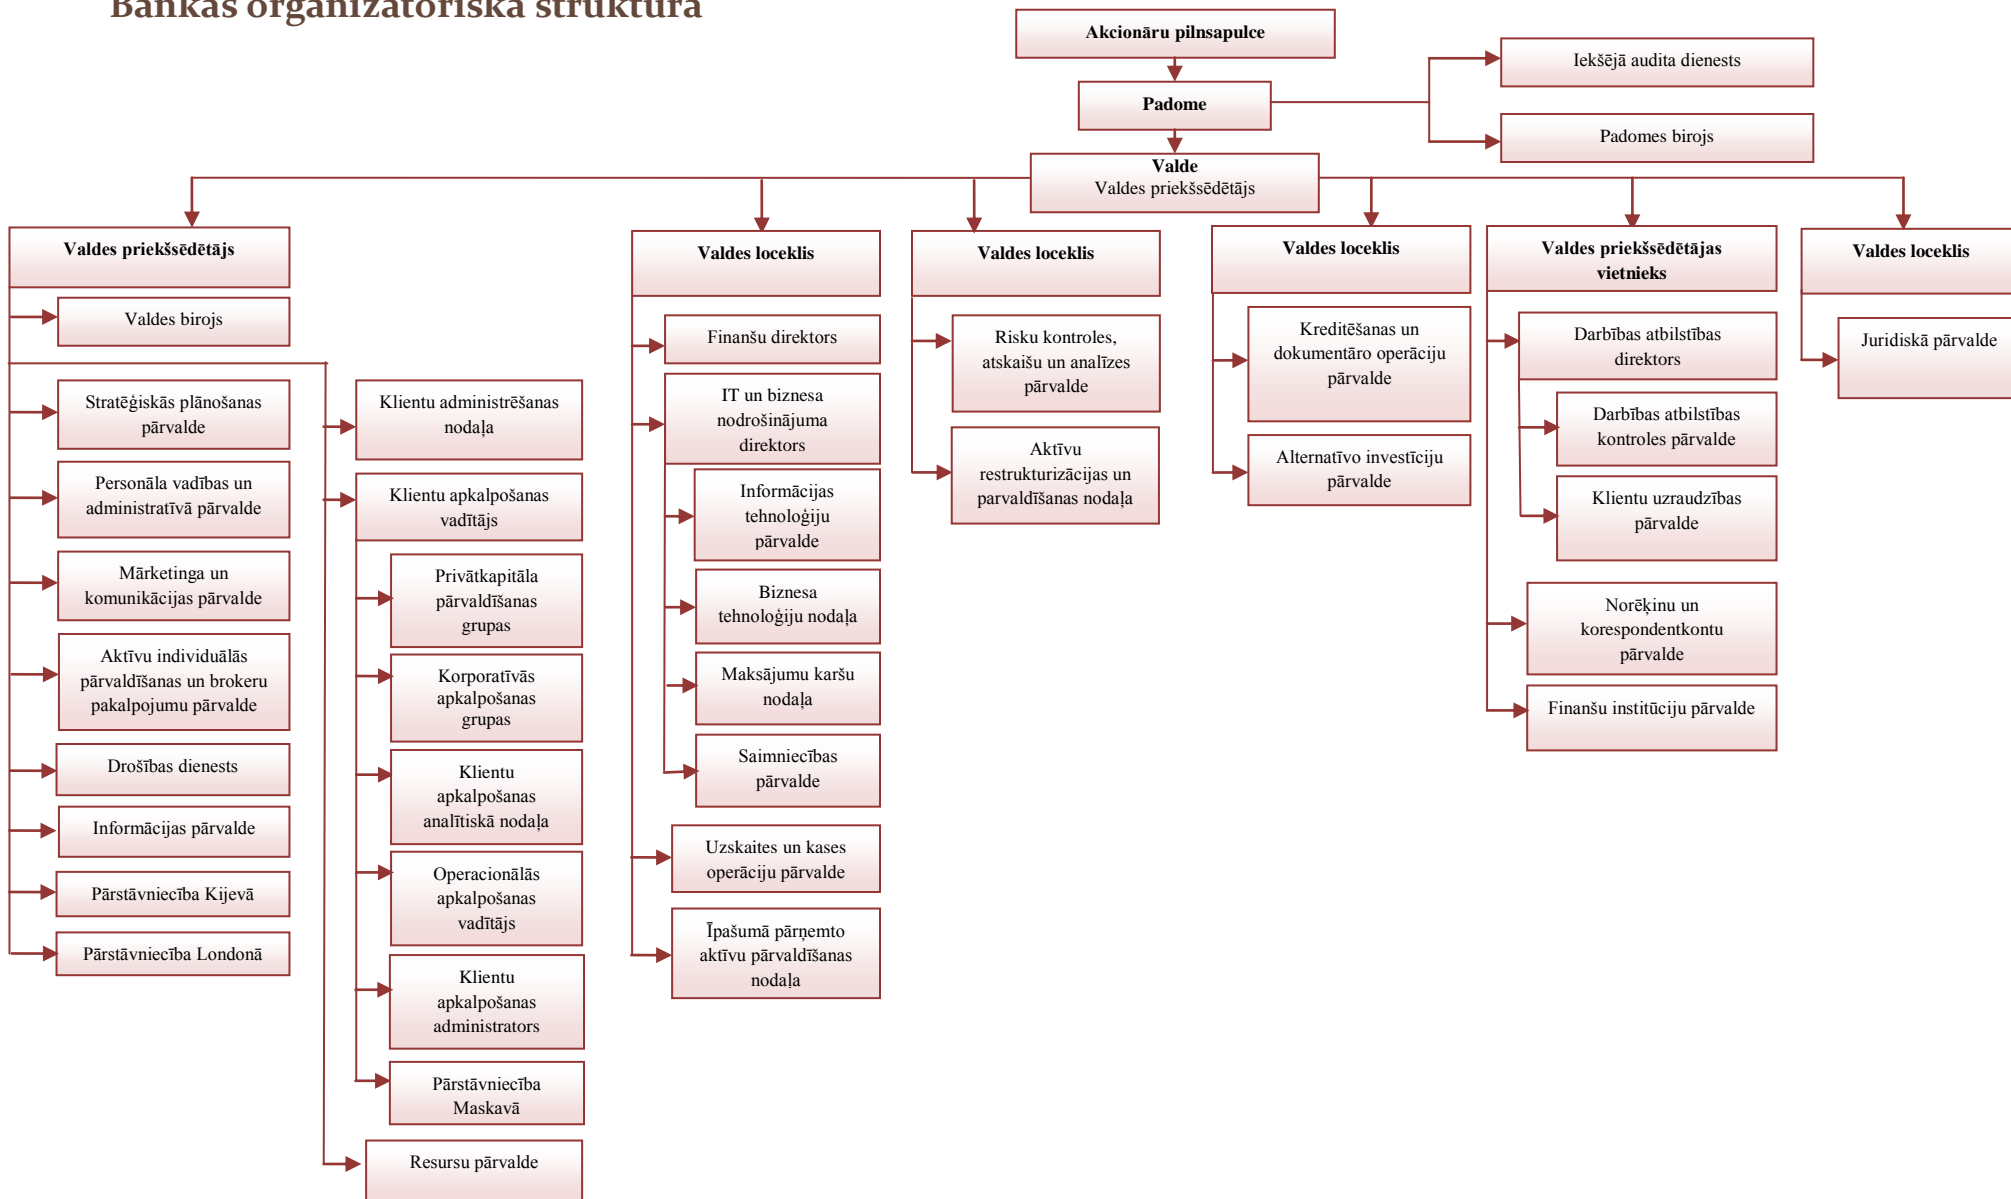 Bankas organizatoriskā struktūra
Akcionāru pilnsapulce
Padome
Iekšējā audita dienests
Padomes birojs
Valde
Valdes priekšsēdētājs
Valdes priekšsēdētājs
Valdes birojs
Stratēģiskās plānošanas
pārvalde
Personāla vadības un
administratīvā pārvalde
Mārketinga un
komunikācijas pārvalde
Aktīvu individuālās
pārvaldīšanas un brokeru
pakalpojumu pārvalde
Drošības dienests
Informācijas pārvalde
Pārstāvniecība Kijevā
Pārstāvniecība Londonā
Klientu administrēšanas
nodaļa
Klientu apkalpošanas
vadītājs
Privātkapitāla
pārvaldīšanas
grupas
Korporatīvās
apkalpošanas
grupas
Klientu
apkalpošanas
analītiskā nodaļa
Operacionālās
apkalpošanas
vadītājs
Klientu
apkalpošanas
administrators
Pārstāvniecība
Maskavā
Resursu pārvalde
Valdes loceklis
Finanšu direktors
IT un biznesa
nodrošinājuma
direktors
Informācijas
tehnoloģiju
pārvalde
Biznesa
tehnoloģiju nodaļa
Maksājumu karšu
nodaļa
Saimniecības
pārvalde
Uzskaites un kases
operāciju pārvalde
Īpašumā pārņemto
aktīvu pārvaldīšanas
nodaļa
Valdes loceklis
Risku kontroles,
atskaišu un analīzes
pārvalde
Aktīvu
restrukturizācijas un
parvaldīšanas nodaļa
Valdes loceklis
Kreditēšanas un
dokumentāro operāciju
pārvalde
Alternatīvo investīciju
pārvalde
Valdes priekšsēdētājas
vietnieks
Darbības atbilstības
direktors
Darbības atbilstības
kontroles pārvalde
Klientu uzraudzības
pārvalde
Norēķinu un
korespondentkontu
pārvalde
Finanšu institūciju pārvalde
Valdes loceklis
Juridiskā pārvalde